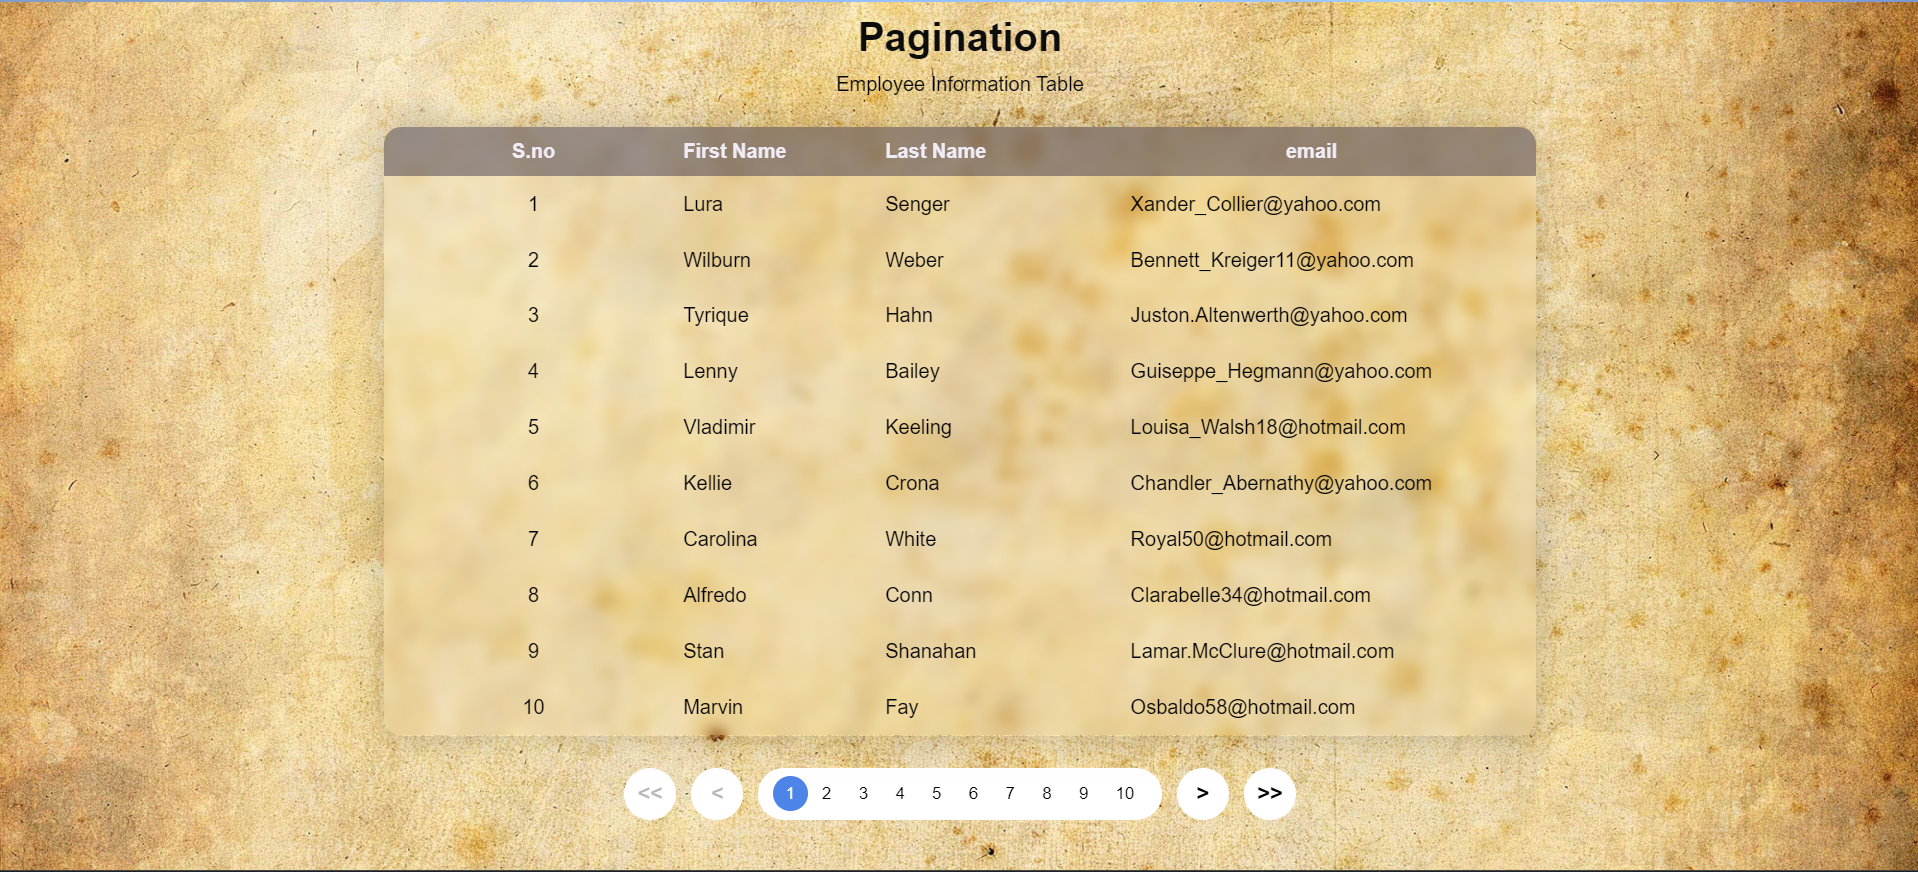 Pagination
Employee Information Table
S.no First Name Last Name email
1 Lura Senger Xander_Collier@yahoo.com
2 Wilburn Weber Bennett_Kreiger11@yahoo.com
3 Tyrique Hahn Juston.Altenwerth@yahoo.com
4 Lenny Bailey Guiseppe_Hegmann@yahoo.com
5 Vladimir Keeling Louisa_Walsh18@hotmail.com
6 Kellie Crona Chandler_Abernathy@yahoo.com
7 Carolina White Royal50@hotmail.com
8 Alfredo Conn Clarabelle34@hotmail.com
9 Stan Shanahan Lamar.McClure@hotmail.com
10 Marvin Fay Osbaldo58@hotmail.com
<< < 1 2 3 4 5 6 7 8 9 10 > >>